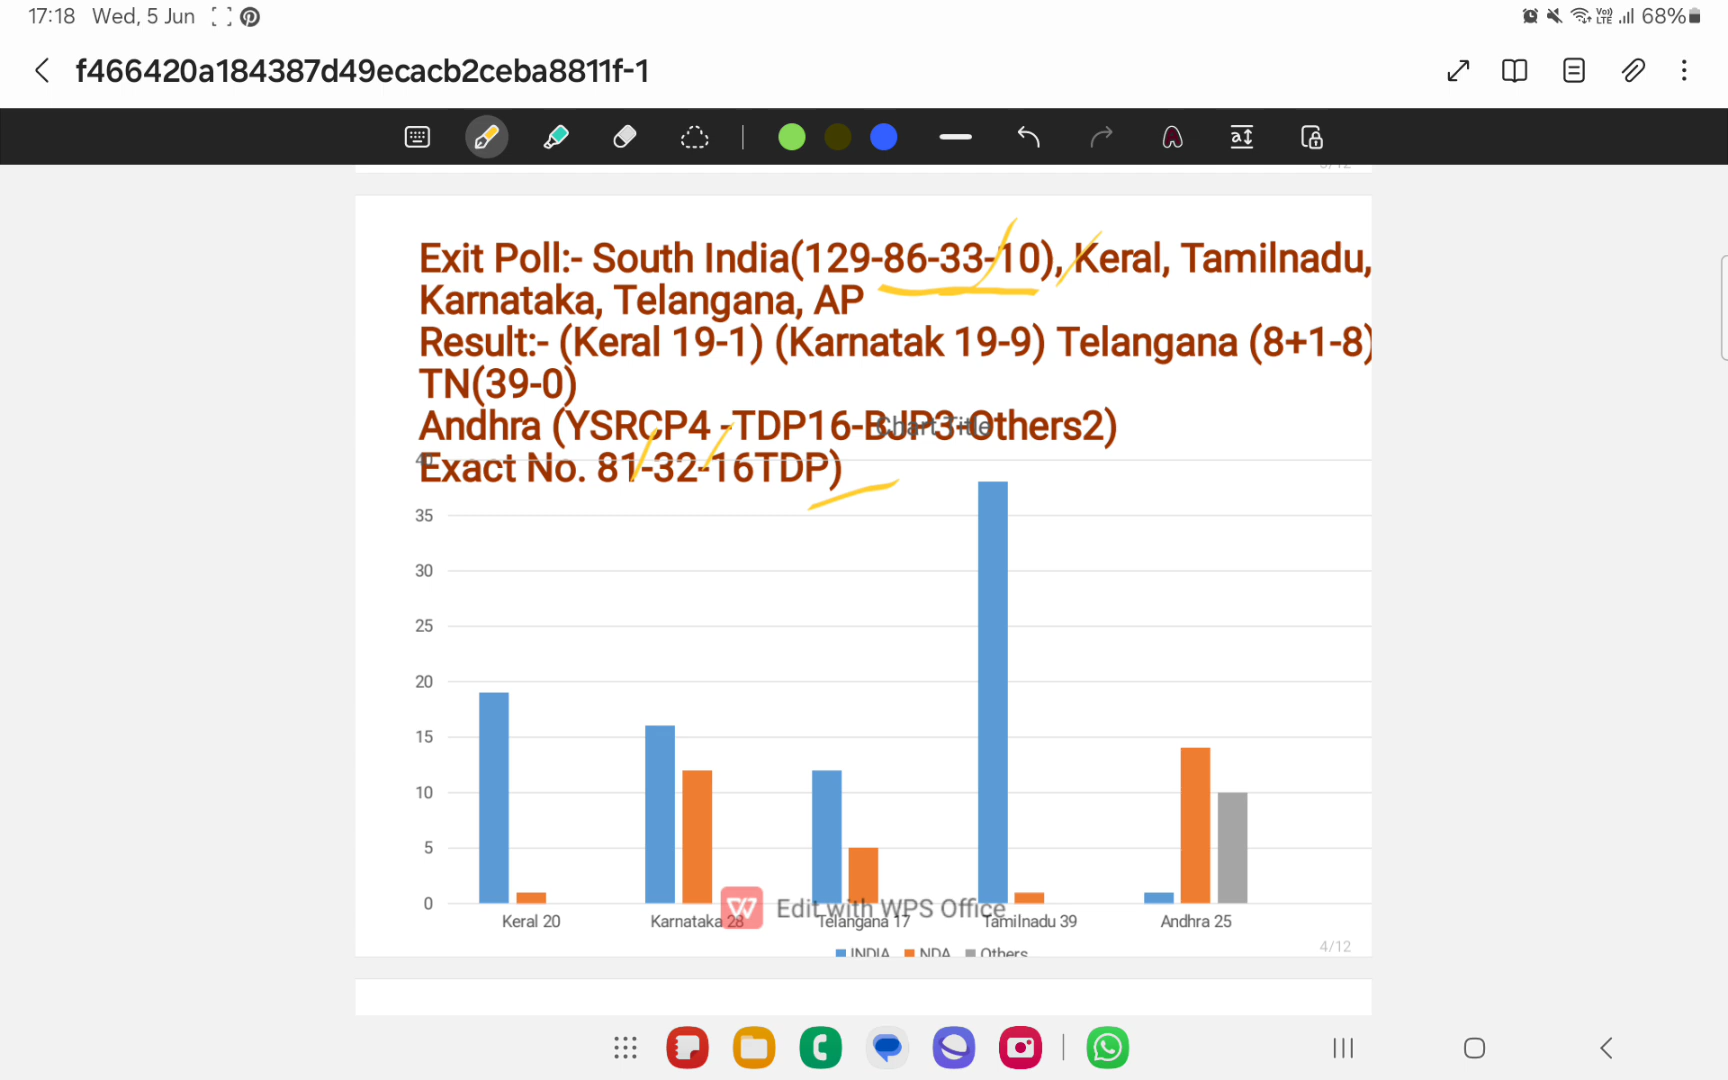 17:18 Wed, 5 Jun
Vo))
LTE
68%
f466420a184387d49ecacb2ceba8811f-1
Exit Poll:- South India(129-86-33-10), Keral, Tamilnadu,
Karnataka, Telangana, AP
Result:- (Keral 19-1) (Karnatak 19-9) Telangana (8+1-8)
TN(39-0)
Andhra (YSRCP4 -TDP16-BJP3-Others2)
Chart Title
Exact No. 81-32-16TDP)
40
35
30
25
20
15
10
5
0
Keral 20
Karnataka 28
Telangana 17
Tamilnadu 39
Andhra 25
Edit with WPS Office
INDIA NDA Others
4/12